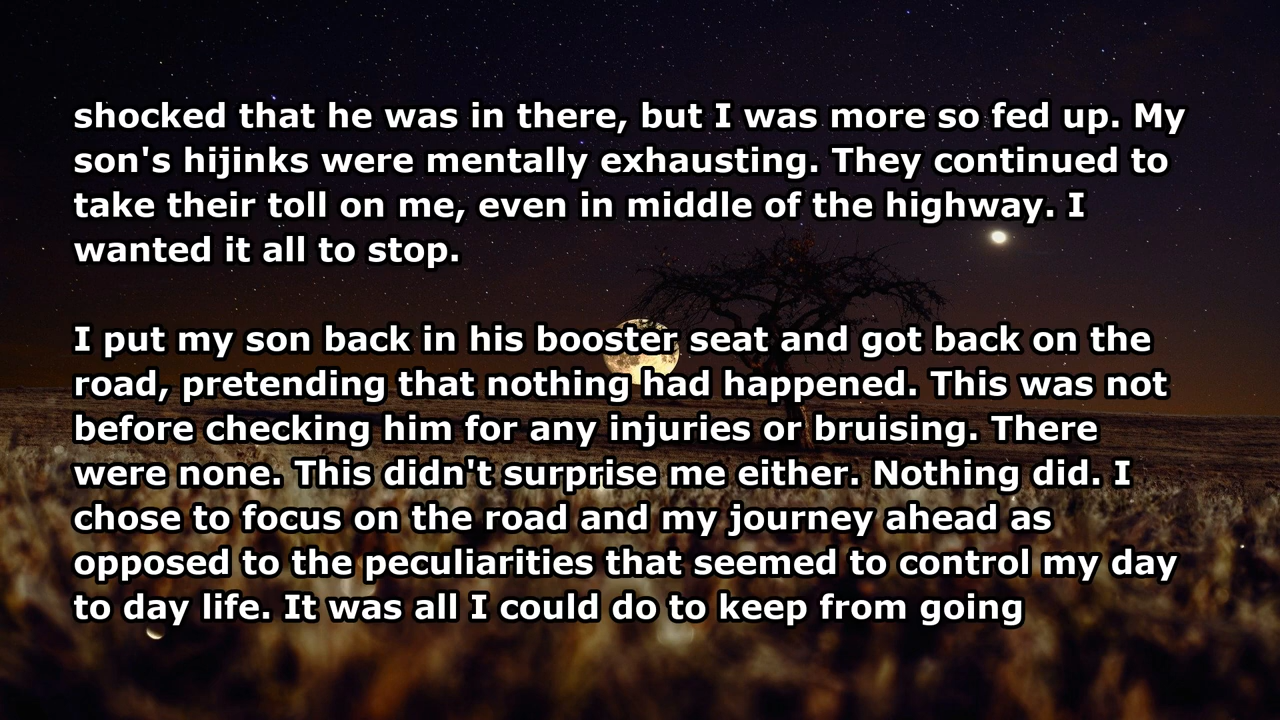 shocked that he was in there, but I was more so fed up. My
son's hijinks were mentally exhausting. They continued to
take their toll on me, even in middle of the highway. I
wanted it all to stop.
I put my son back in his booster seat and got back on the
road, pretending that nothing had happened. This was not
before checking him for any injuries or bruising. There
were none. This didn't surprise me either. Nothing did. I
chose to focus on the road and my journey ahead as
opposed to the peculiarities that seemed to control my day
to day life. It was all I could do to keep from going